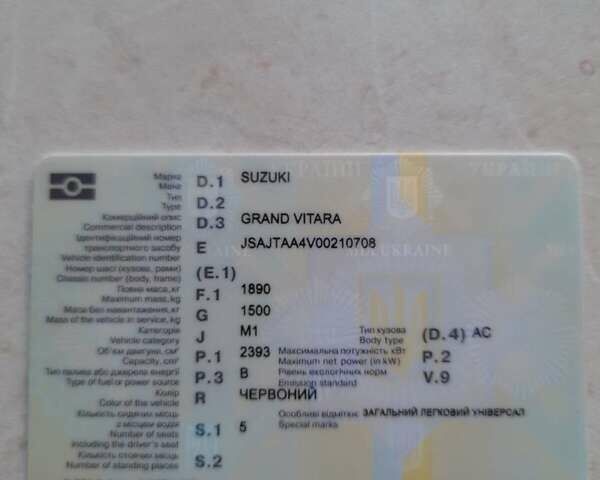 Марка D.1 SUZUKI
Make
Тип D.2
Type
Комерційний опис D.3 GRAND VITARA
Commercial description
Ідентифікаційний номер
транспортного засобу E JSAJTAA4V00210708
Vehicle identification number
Номер шасі (кузова, рами) (E.1)
Chassis number (body, frame)
Повна маса, кг F.1 1890
Maximum mass, kg
Маса без навантаження, кг G 1500
Mass of the vehicle in service, kg
Категорія J M1 Тип кузова (D.4) AC
Vehicle category Body type
Об'єм двигуна, см³ P.1 2393 Максимальна потужність кВт P.2
Capacity, cm³ Maximum net power (in kW)
Тип палива або джерела енергії P.3 B Рівень екологічних норм V.9
Type of fuel or power source Emission standard
Колір R ЧЕРВОНИЙ
Color of the vehicle
Кількість сидячих місць Особливі відмітки: ЗАГАЛЬНИЙ ЛЕГКОВИЙ УНІВЕРСАЛ
з місцем водія S.1 5 Special marks
Number of seats
including the driver's seat
Кількість стоячих місць S.2
Number of standing places